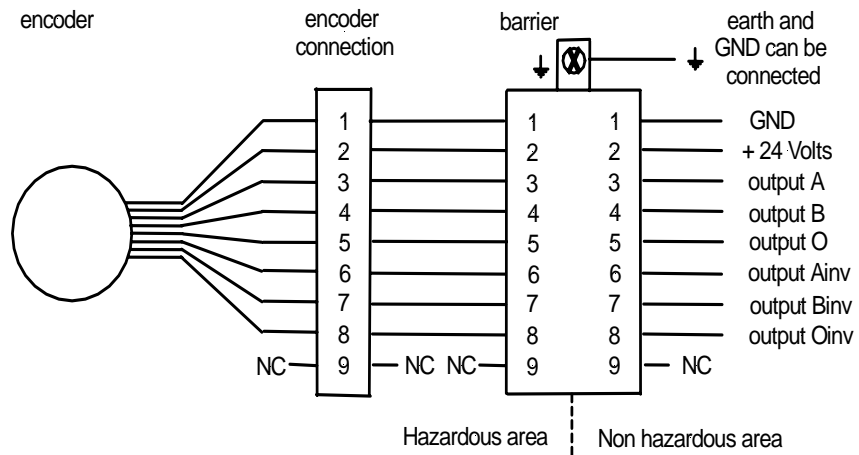 encoder
encoder
connection
barrier
earth and
GND can be
connected
1 1 1 GND
2 2 2 + 24 Volts
3 3 3 output A
4 4 4 output B
5 5 5 output O
6 6 6 output Ainv
7 7 7 output Binv
8 8 8 output Oinv
NC 9 NC NC 9 9 NC
Hazardous area
Non hazardous area